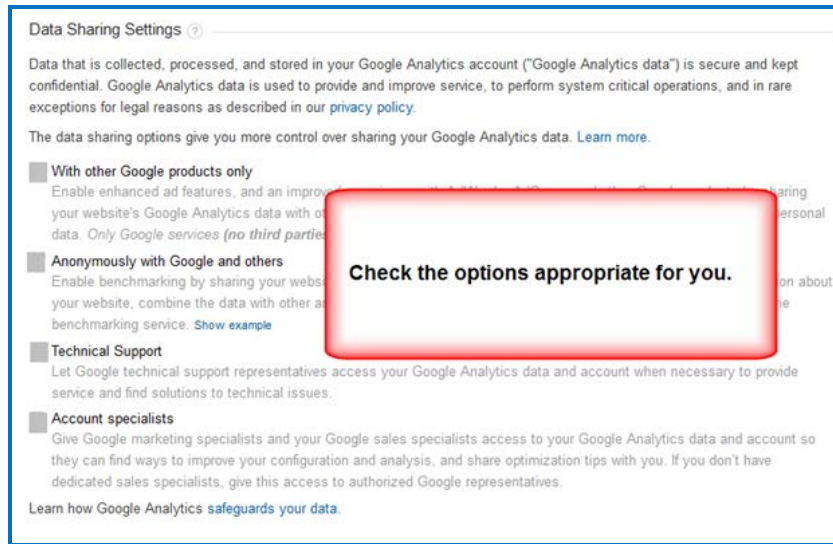 Data Sharing Settings ?
Data that is collected, processed, and stored in your Google Analytics account ("Google Analytics data") is secure and kept
confidential. Google Analytics data is used to provide and improve service, to perform system critical operations, and in rare
exceptions for legal reasons as described in our privacy policy.
The data sharing options give you more control over sharing your Google Analytics data. Learn more.
With other Google products only
Enable enhanced ad features, and an haring
your website's Google Analytics data with personal
data. Only Google services (no third
Anonymously with Google and others
Enable benchmarking by sharing your on about
your website, combine the data with other
benchmarking service. Show example
Check the options appropriate for you.
Technical Support
Let Google technical support representatives access your Google Analytics data and account when necessary to provide
service and find solutions to technical issues.
Account specialists
Give Google marketing specialists and your Google sales specialists access to your Google Analytics data and account so
they can find ways to improve your configuration and analysis, and share optimization tips with you. If you don't have
dedicated sales specialists, give this access to authorized Google representatives.
Learn how Google Analytics safeguards your data.